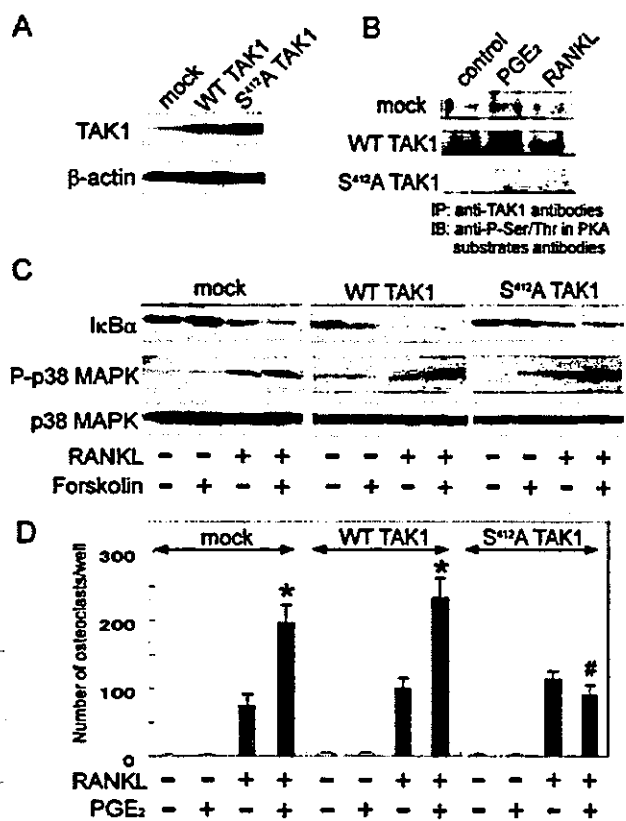 A
mock
WT TAK1
S⁴¹²A TAK1
TAK1
β-actin
B
control
PGE₂
RANKL
mock
WT TAK1
S⁴¹²A TAK1
IP: anti-TAK1 antibodies
IB: anti-P-Ser/Thr in PKA
substrates antibodies
C
mock WT TAK1 S⁴¹²A TAK1
IκBα
P-p38 MAPK
p38 MAPK
RANKL − − + + − − + + − − + +
Forskolin − + − + − + − + − + − +
D
Number of osteoclasts/well
300
200
100
0
mock WT TAK1 S⁴¹²A TAK1
* * #
RANKL − − + + − − + + − − + +
PGE₂ − + − + − + − + − + − +